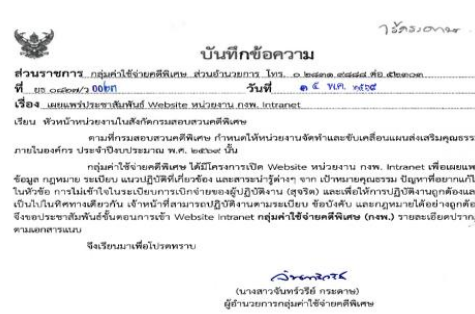 บันทึกข้อความ
ส่วนราชการ กลุ่มค่าใช้จ่ายคดีพิเศษ ส่วนอำนวยการ โทร. ๐ ๒๘๓๑ ๙๘๘๘ ต่อ
ที่ ยธ วันที่ พ.ค. ๒๕๖๙
เรื่อง เผยแพร่ประชาสัมพันธ์ Website หน่วยงาน กงพ. Intranet
เรียน หัวหน้าหน่วยงานในสังกัดกรมสอบสวนคดีพิเศษ
ตามที่กรมสอบสวนคดีพิเศษ กำหนดให้หน่วยงานจัดทำและขับเคลื่อนแผนส่งเสริมคุณธรร
ภายในองค์กร ประจำปีงบประมาณ พ.ศ. ๒๕๖๙ นั้น
กลุ่มค่าใช้จ่ายคดีพิเศษ ได้มีโครงการเปิด Website หน่วยงาน กงพ. Intranet เพื่อเผยแพ
ข้อมูล กฎหมาย ระเบียบ แนวปฏิบัติที่เกี่ยวข้อง และสาระน่ารู้ต่างๆ จาก เป้าหมายคุณธรรม ปัญหาที่อยากแก้ไ
ในหัวข้อ การไม่เข้าใจในระเบียบการเบิกจ่ายของผู้ปฏิบัติงาน (สุจริต) และเพื่อให้การปฏิบัติงานถูกต้องแล
เป็นไปในทิศทางเดียวกัน เจ้าหน้าที่สามารถปฏิบัติงานตามระเบียบ ข้อบังคับ และกฎหมายได้อย่างถูกต้อ
จึงขอประชาสัมพันธ์ขั้นตอนการเข้า Website Intranet กลุ่มค่าใช้จ่ายคดีพิเศษ (กงพ.) รายละเอียดปราก
ตามเอกสารแนบ
จึงเรียนมาเพื่อโปรดทราบ
(นางสาวจันทร์วรีย์ กระดาษ)
ผู้อำนวยการกลุ่มค่าใช้จ่ายคดีพิเศษ